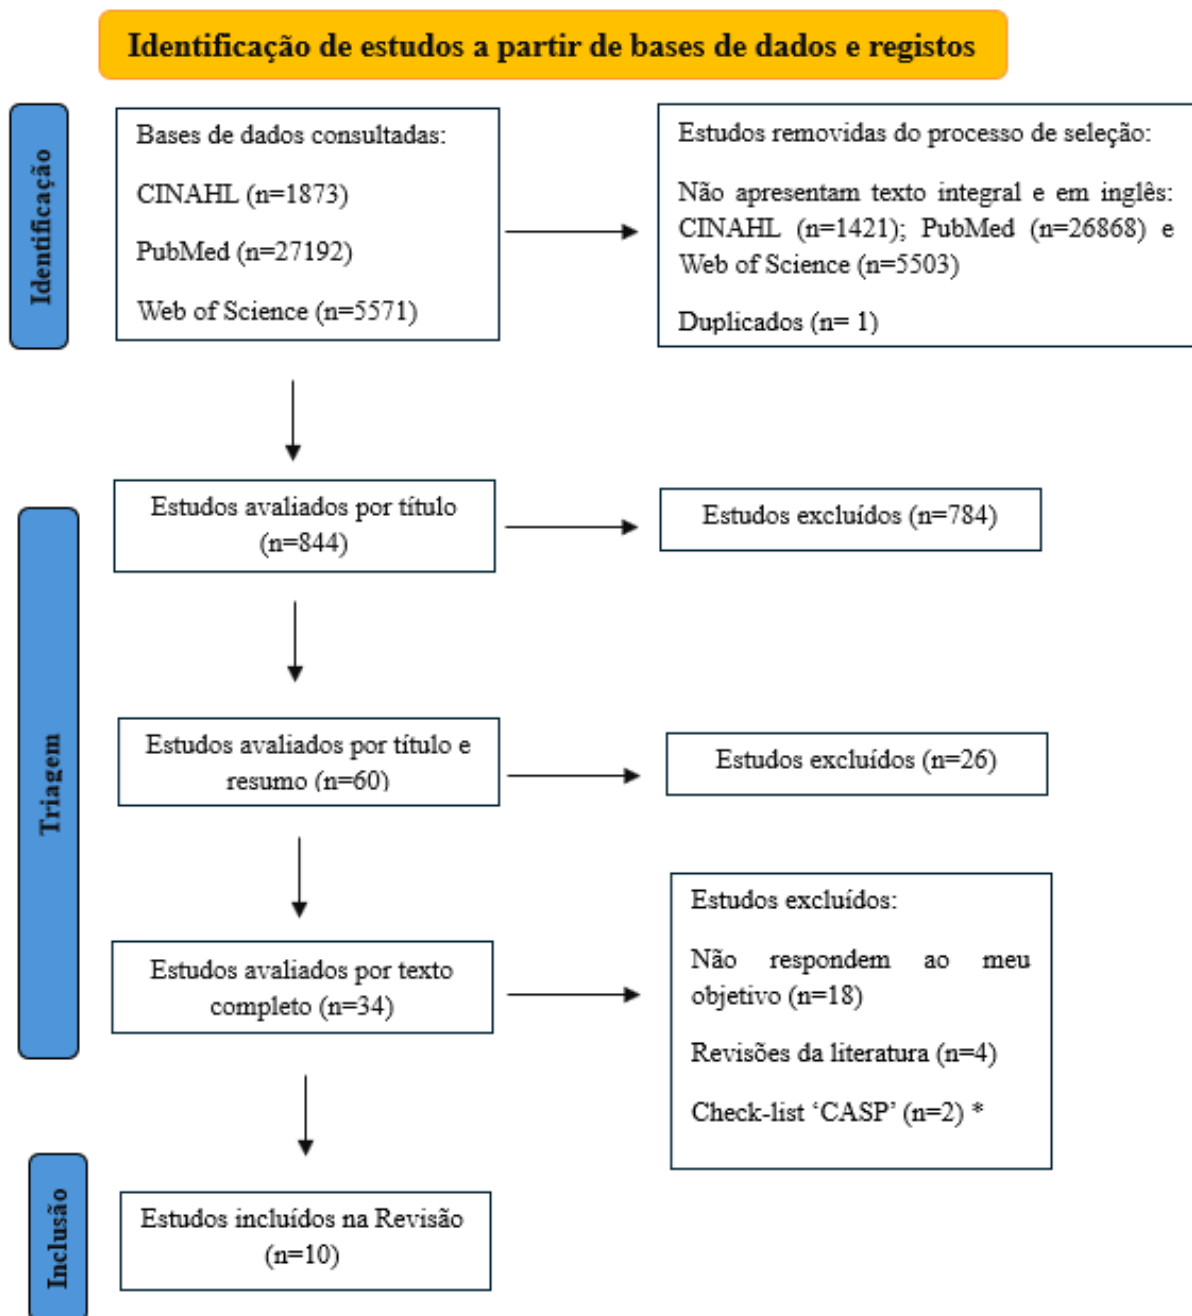 Identificação de estudos a partir de bases de dados e registos
Identificação
Bases de dados consultadas:
CINAHL (n=1873)
PubMed (n=27192)
Web of Science (n=5571)
Estudos removidas do processo de seleção:
Não apresentam texto integral e em inglês:
CINAHL (n=1421); PubMed (n=26868) e
Web of Science (n=5503)
Duplicados (n= 1)
Triagem
Estudos avaliados por título
(n=844)
Estudos excluídos (n=784)
Estudos avaliados por título e
resumo (n=60)
Estudos excluídos (n=26)
Estudos avaliados por texto
completo (n=34)
Estudos excluídos:
Não respondem ao meu
objetivo (n=18)
Revisões da literatura (n=4)
Check-list ‘CASP’ (n=2) *
Inclusão
Estudos incluídos na Revisão
(n=10)